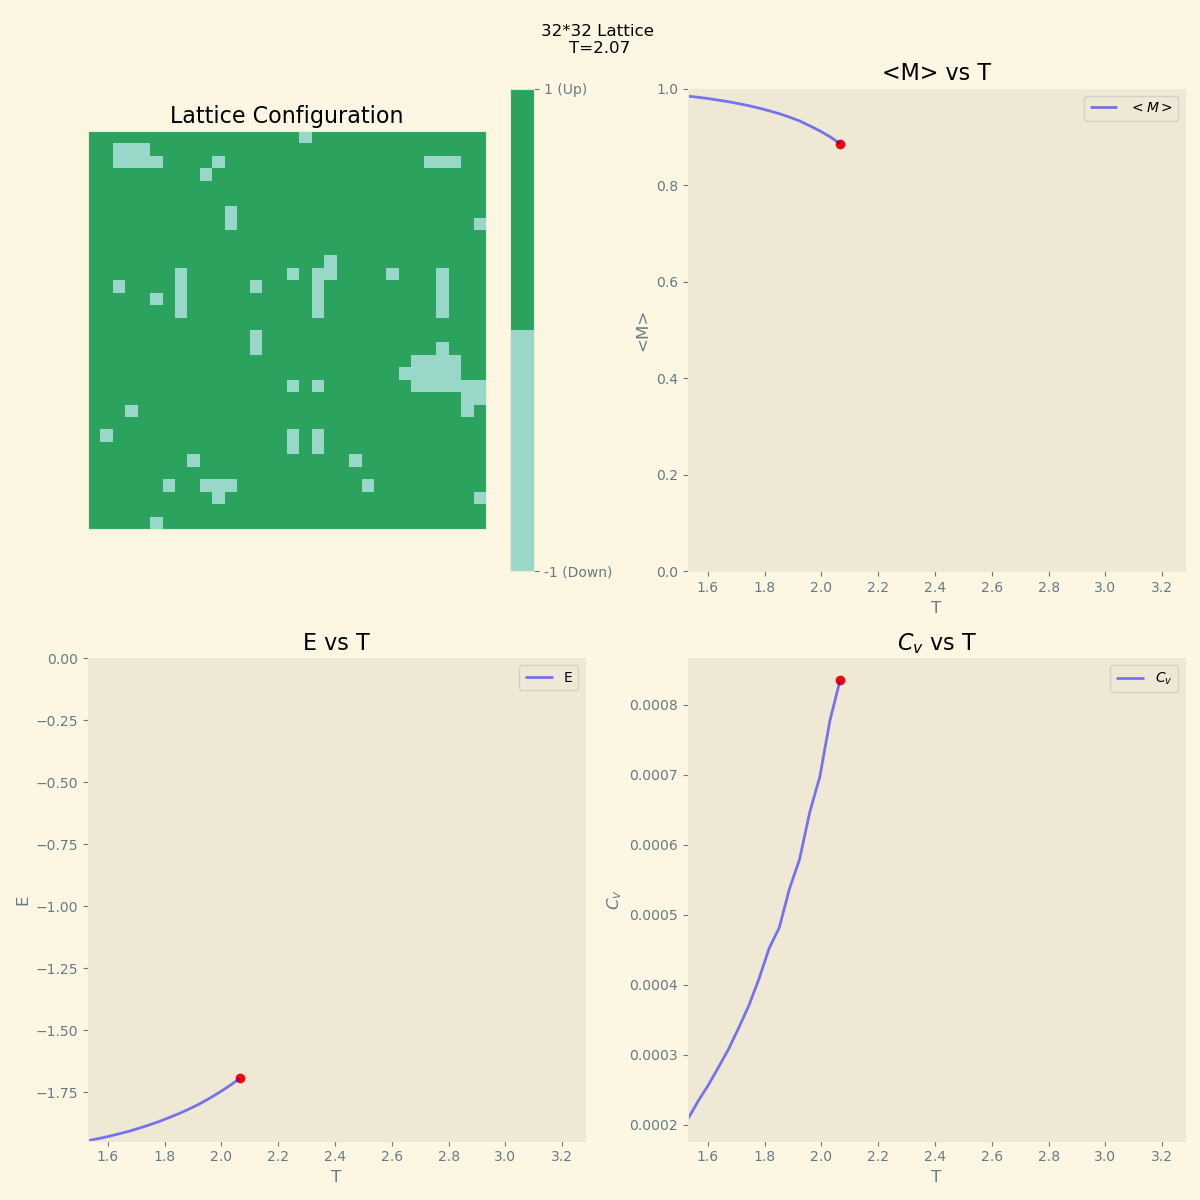 32*32 Lattice
T=2.07
Lattice Configuration
1 (Up)
-1 (Down)
<M> vs T
<M>
1.0
0.8
0.6
0.4
0.2
0.0
< M >
1.6 1.8 2.0 2.2 2.4 2.6 2.8 3.0 3.2
T
E vs T
E
0.00
−0.25
−0.50
−0.75
−1.00
−1.25
−1.50
−1.75
E
1.6 1.8 2.0 2.2 2.4 2.6 2.8 3.0 3.2
T
Cv vs T
Cv
0.0008
0.0007
0.0006
0.0005
0.0004
0.0003
0.0002
Cv
1.6 1.8 2.0 2.2 2.4 2.6 2.8 3.0 3.2
T